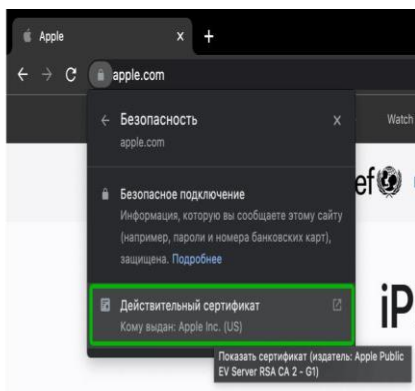 Apple
apple.com
Безопасность
apple.com
Watch
Безопасное подключение
Информация, которую вы сообщаете этому сайту
(например, пароли и номера банковских карт),
защищена. Подробнее
ef
Действительный сертификат
Кому выдан: Apple Inc. (US)
iP
Показать сертификат (издатель: Apple Public
EV Server RSA CA 2 - G1)